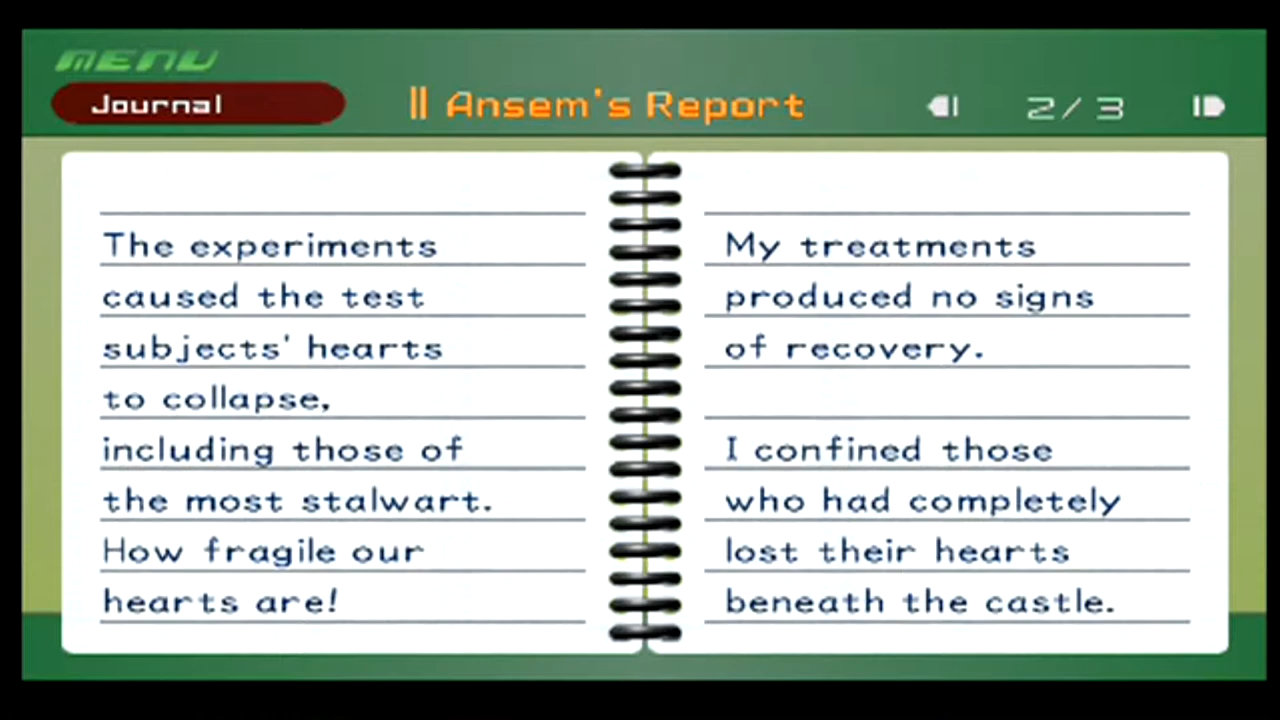 MENU
Journal
|| Ansem's Report
2/3
The experiments
caused the test
subjects' hearts
to collapse,
including those of
the most stalwart.
How fragile our
hearts are!
My treatments
produced no signs
of recovery.
I confined those
who had completely
lost their hearts
beneath the castle.